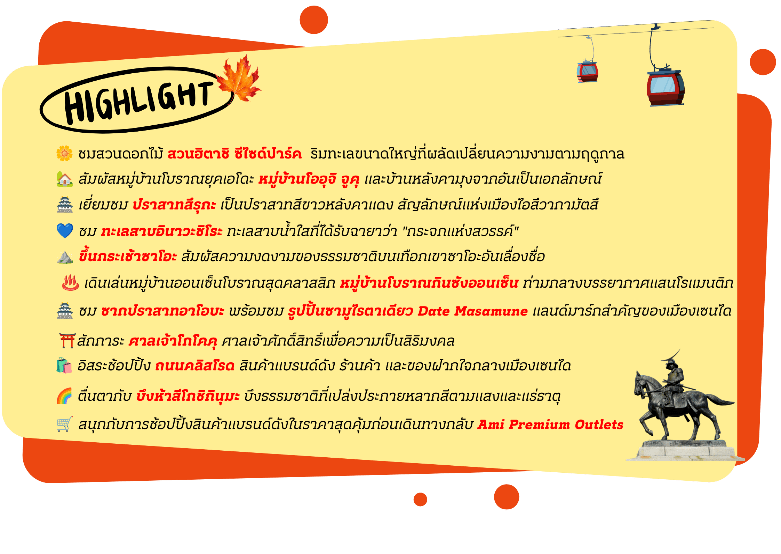 HIGHLIGHT
🌼 ชมสวนดอกไม้ สวนฮิตาชิ ซีไซด์ปาร์ค ริมทะเลขนาดใหญ่ที่ผลัดเปลี่ยนความงามตามฤดูกาล
🏡 สัมผัสหมู่บ้านโบราณยุคเอโดะ หมู่บ้านโออุจิ จูคุ และบ้านหลังคามุงจากอันเป็นเอกลักษณ์
🏯 เยี่ยมชม ปราสาทสึรุกะ เป็นปราสาทสีขาวหลังคาแดง สัญลักษณ์แห่งเมืองไอสึวากามัตสึ
💙 ชม ทะเลสาบอินาวะชิโระ ทะเลสาบน้ำใสที่ได้รับฉายาว่า "กระจกแห่งสวรรค์"
⛰️ ขึ้นกระเช้าซาโอะ สัมผัสความงดงามของธรรมชาติบนเทือกเขาซาโอะอันเลื่องชื่อ
♨️ เดินเล่นหมู่บ้านออนเซ็นโบราณสุดคลาสสิก หมู่บ้านโบราณกินซังออนเซ็น ท่ามกลางบรรยากาศแสนโรแมนติก
🏯 ชม ซากปราสาทอาโอบะ พร้อมชม รูปปั้นซามูไรตาเดียว Date Masamune แลนด์มาร์กสำคัญของเมืองเซนได
⛩️สักการะ ศาลเจ้าโกโคคุ ศาลเจ้าศักดิ์สิทธิ์เพื่อความเป็นสิริมงคล
🛍️ อิสระช้อปปิ้ง ถนนคลิสโรด สินค้าแบรนด์ดัง ร้านค้า และของฝากใจกลางเมืองเซนได
🌈 ตื่นตากับ บึงห้าสีโกชิกินุมะ บึงธรรมชาติที่เปล่งประกายหลากสีตามแสงและแร่ธาตุ
🛒 สนุกกับการช้อปปิ้งสินค้าแบรนด์ดังในราคาสุดคุ้มก่อนเดินทางกลับ Ami Premium Outlets